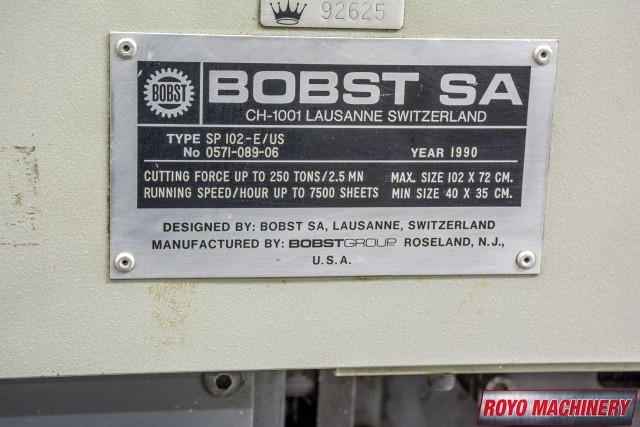 92625
BOBST
BOBST SA
CH-1001 LAUSANNE SWITZERLAND
TYPE SP 102-E/US
No 0571-089-06 YEAR 1990
CUTTING FORCE UP TO 250 TONS/2.5 MN MAX. SIZE 102 X 72 CM.
RUNNING SPEED/HOUR UP TO 7500 SHEETS MIN SIZE 40 X 35 CM.
DESIGNED BY: BOBST SA, LAUSANNE, SWITZERLAND
MANUFACTURED BY: BOBSTGROUP ROSELAND, N.J.,
U.S.A.
ROYO MACHINERY